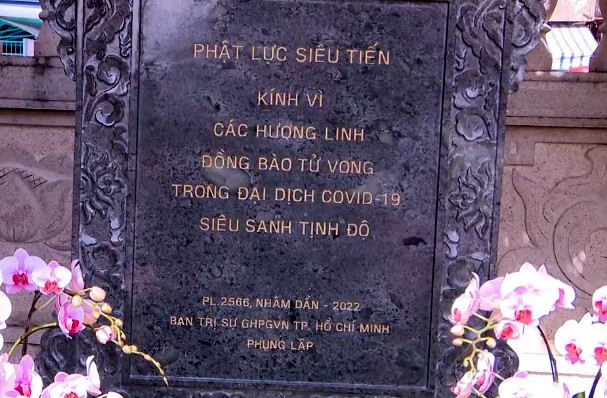 PHẬT LỰC SIÊU TIẾN
KÍNH VÌ
CÁC HƯƠNG LINH
ĐỒNG BÀO TỬ VONG
TRONG ĐẠI DỊCH COVID-19
SIÊU SANH TỊNH ĐỘ
PL.2566, NHÂM DẦN - 2022
BAN TRỊ SỰ GHPGVN TP. HỒ CHÍ MINH
PHỤNG LẬP